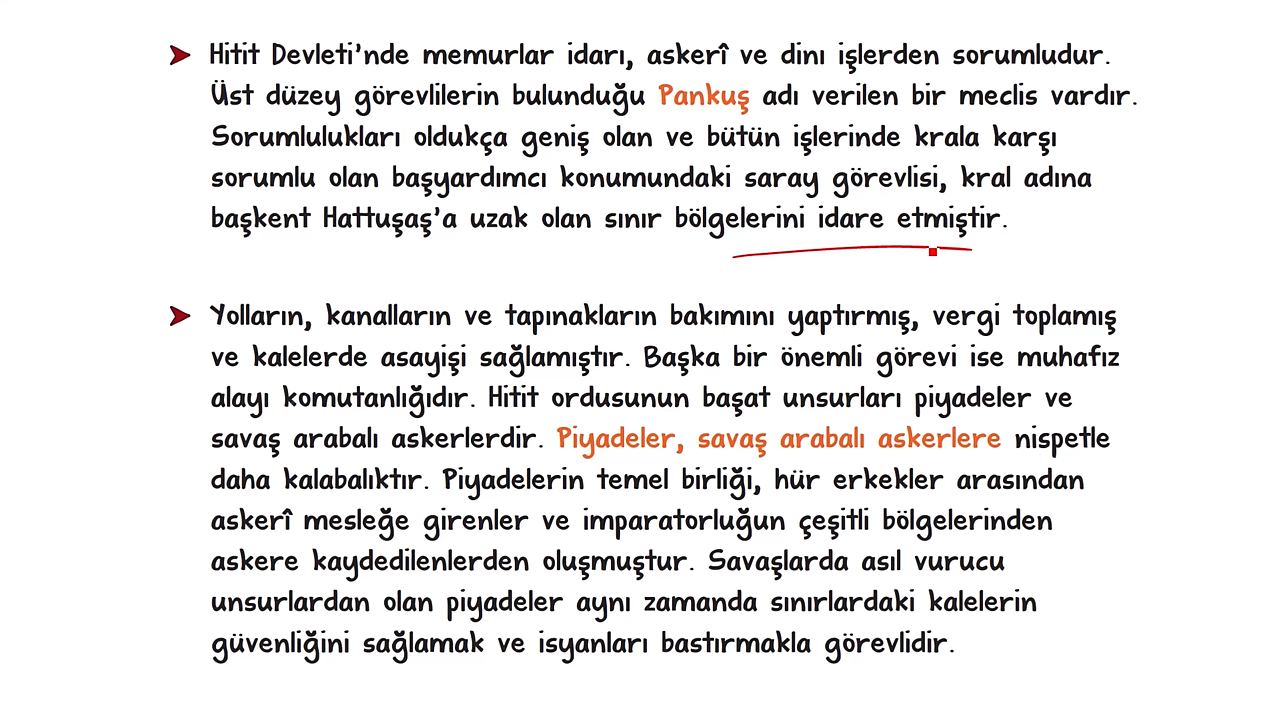 Hitit Devleti'nde memurlar idarı, askerî ve dinı işlerden sorumludur.
Üst düzey görevlilerin bulunduğu Pankuş adı verilen bir meclis vardır.
Sorumlulukları oldukça geniş olan ve bütün işlerinde krala karşı
sorumlu olan başyardımcı konumundaki saray görevlisi, kral adına
başkent Hattuşaş'a uzak olan sınır bölgelerini idare etmiştir.
Yolların, kanalların ve tapınakların bakımını yaptırmış, vergi toplamış
ve kalelerde asayişi sağlamıştır. Başka bir önemli görevi ise muhafız
alayı komutanlığıdır. Hitit ordusunun başat unsurları piyadeler ve
savaş arabalı askerlerdir. Piyadeler, savaş arabalı askerlere nispetle
daha kalabalıktır. Piyadelerin temel birliği, hür erkekler arasından
askerî mesleğe girenler ve imparatorluğun çeşitli bölgelerinden
askere kaydedilenlerden oluşmuştur. Savaşlarda asıl vurucu
unsurlardan olan piyadeler aynı zamanda sınırlardaki kalelerin
güvenliğini sağlamak ve isyanları bastırmakla görevlidir.